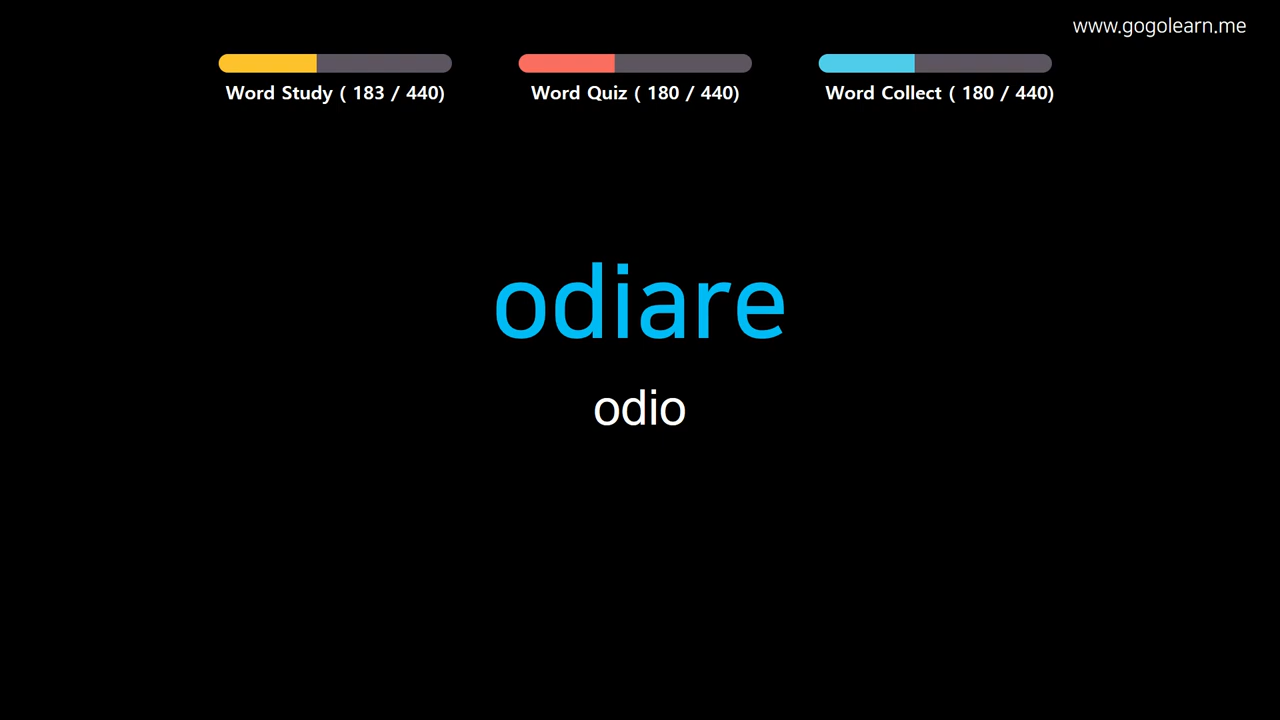 www.gogolearn.me
Word Study ( 183 / 440)
Word Quiz ( 180 / 440)
Word Collect ( 180 / 440)
odiare
odio